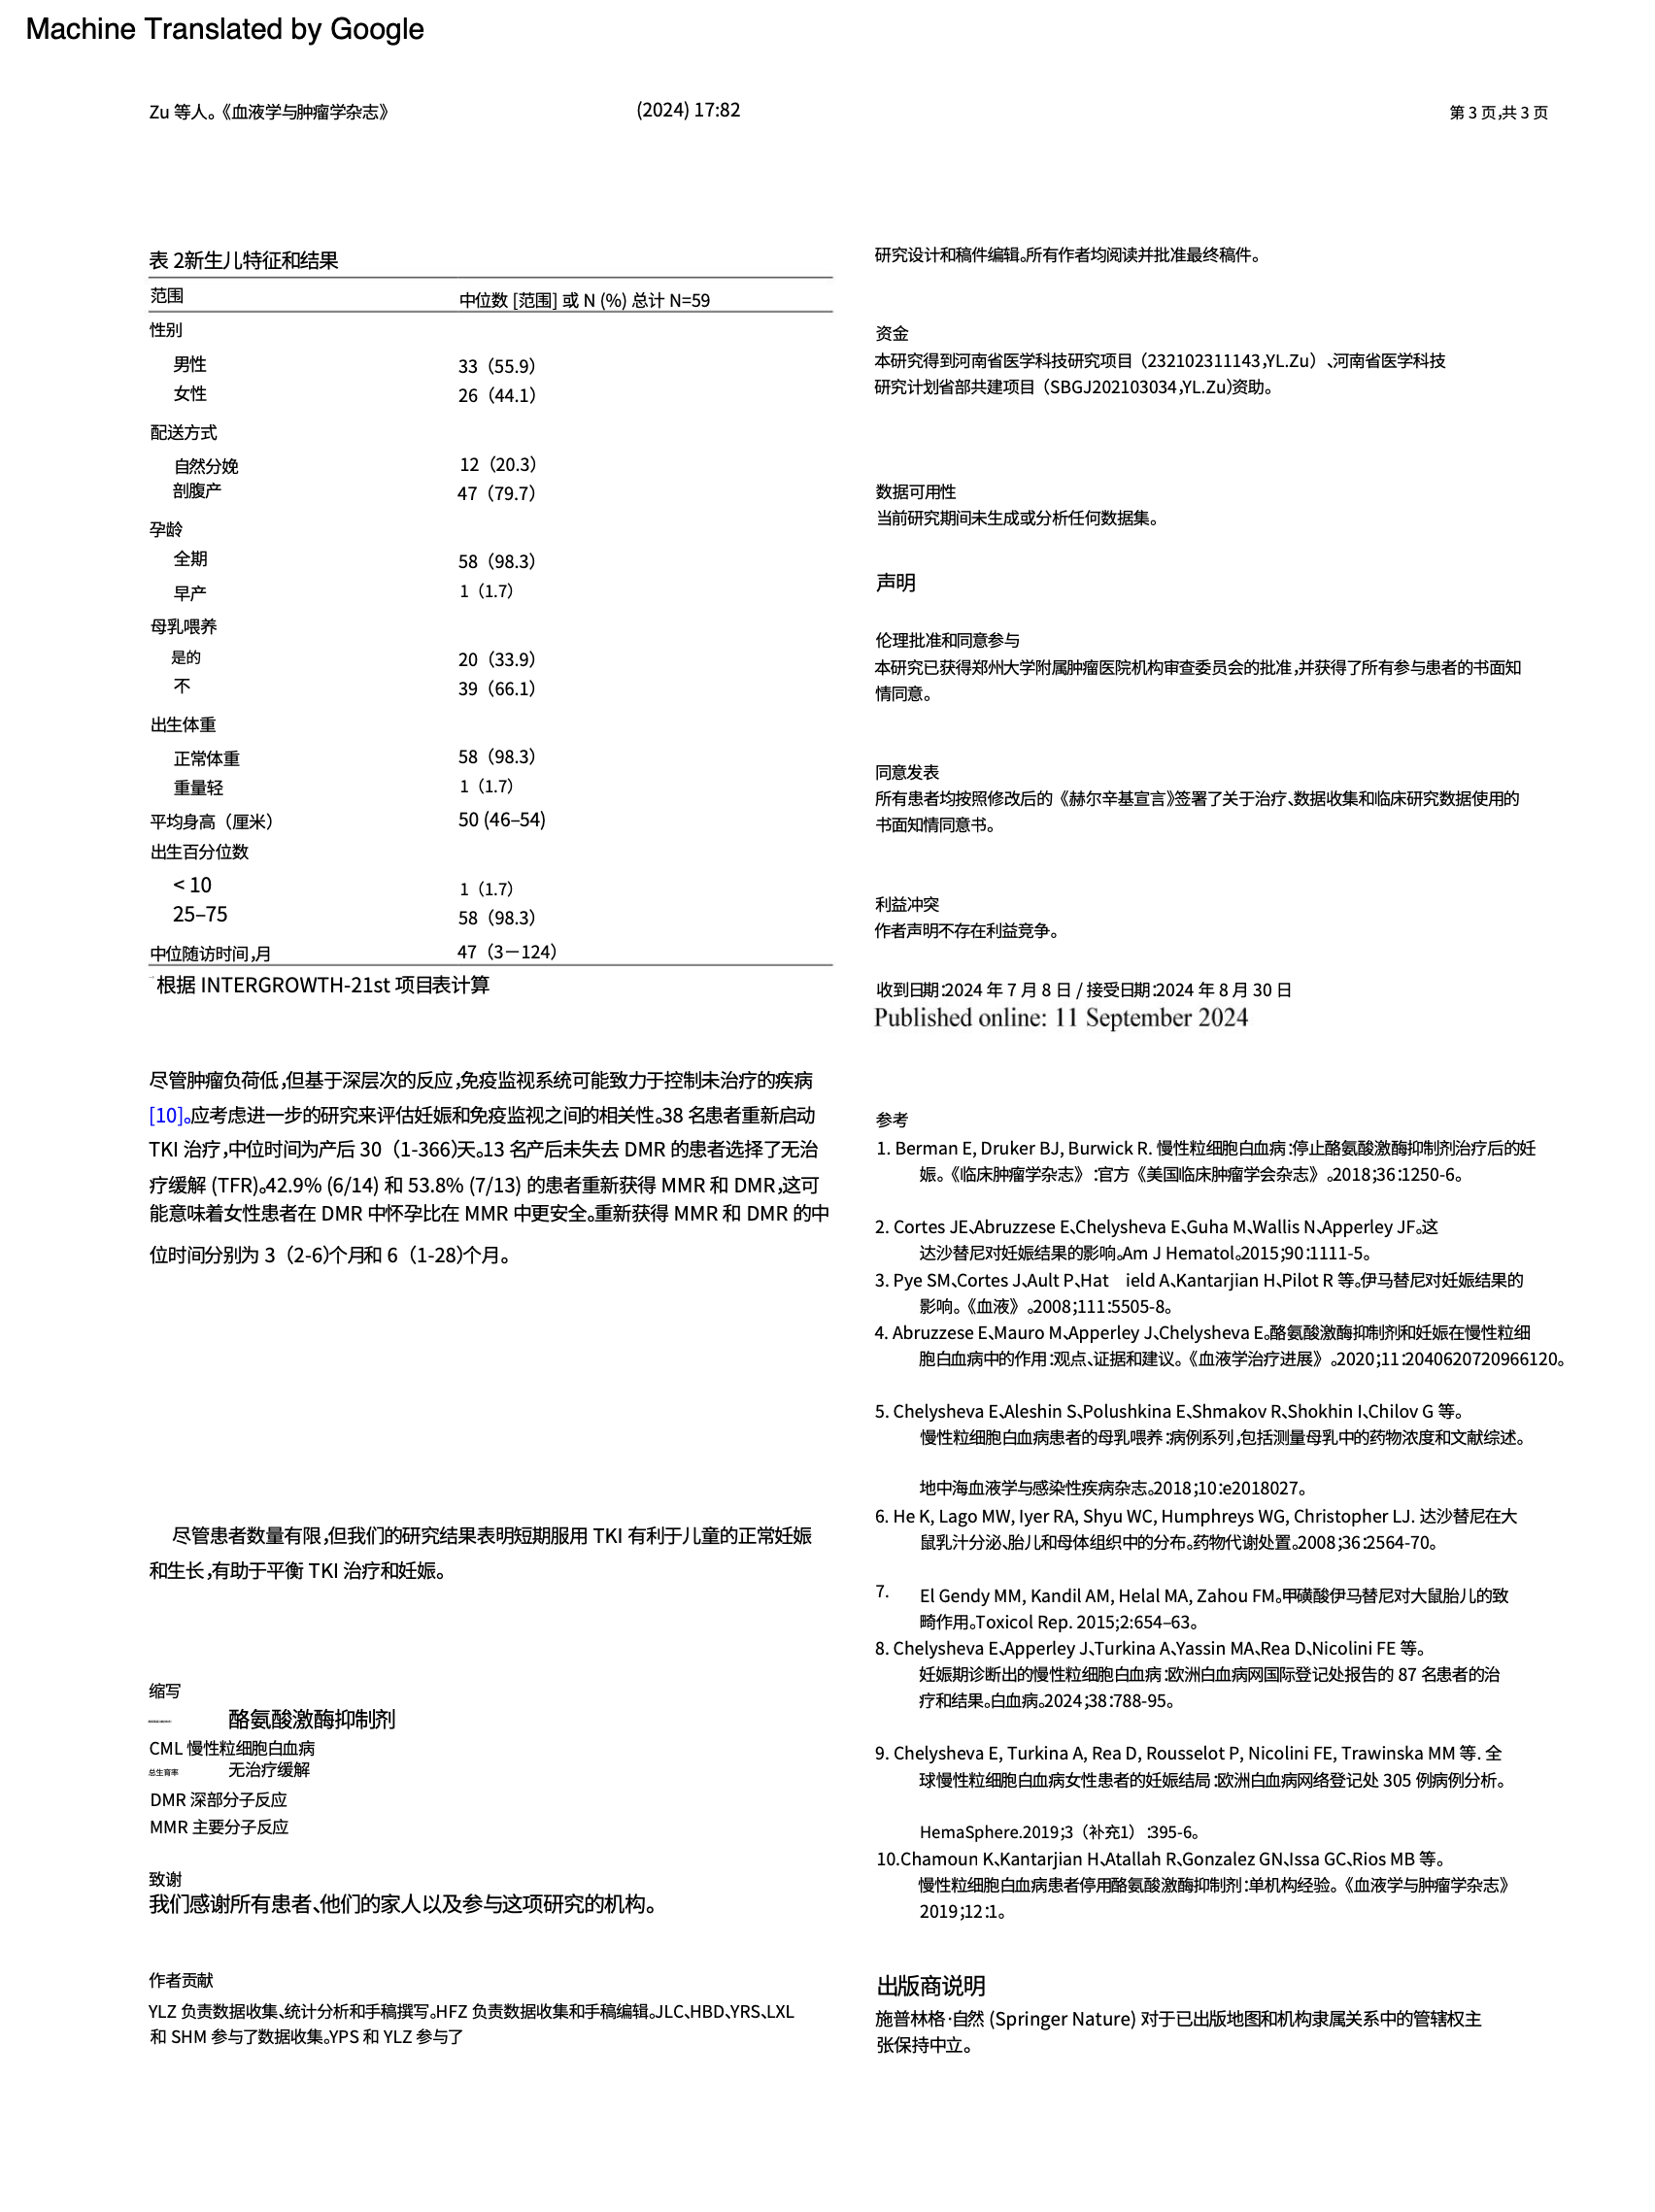 Machine Translated by Google
Zu 等人。《血液学与肿瘤学杂志》 (2024) 17:82 第 3 页,共 3 页
表 2新生儿特征和结果
范围 中位数 [范围] 或 N (%) 总计 N=59
性别
男性 33（55.9）
女性 26（44.1）
配送方式
自然分娩 12（20.3）
剖腹产 47（79.7）
孕龄
全期 58（98.3）
早产 1（1.7）
母乳喂养
是的 20（33.9）
不 39（66.1）
出生体重
正常体重 58（98.3）
重量轻 1（1.7）
平均身高（厘米） 50 (46–54)
出生百分位数
< 10 1（1.7）
25–75 58（98.3）
中位随访时间,月 47（3－124）
根据 INTERGROWTH-21st 项目表计算
尽管肿瘤负荷低,但基于深层次的反应,免疫监视系统可能致力于控制未治疗的疾病
[10]。应考虑进一步的研究来评估妊娠和免疫监视之间的相关性。38 名患者重新启动
TKI 治疗,中位时间为产后 30（1-366)天。13 名产后未失去 DMR 的患者选择了无治
疗缓解 (TFR)。42.9% (6/14) 和 53.8% (7/13) 的患者重新获得 MMR 和 DMR,这可
能意味着女性患者在 DMR 中怀孕比在 MMR 中更安全。重新获得 MMR 和 DMR 的中
位时间分别为 3（2-6)个月和 6（1-28)个月。
尽管患者数量有限,但我们的研究结果表明短期服用 TKI 有利于儿童的正常妊娠
和生长,有助于平衡 TKI 治疗和妊娠。
缩写
酪氨酸激酶抑制剂
CML 慢性粒细胞白血病
总生育率 无治疗缓解
DMR 深部分子反应
MMR 主要分子反应
致谢
我们感谢所有患者、他们的家人以及参与这项研究的机构。
作者贡献
YLZ 负责数据收集、统计分析和手稿撰写。HFZ 负责数据收集和手稿编辑。JLC、HBD、YRS、LXL
和 SHM 参与了数据收集。YPS 和 YLZ 参与了
研究设计和稿件编辑。所有作者均阅读并批准最终稿件。
资金
本研究得到河南省医学科技研究项目（232102311143,YL.Zu）、河南省医学科技
研究计划省部共建项目（SBGJ202103034,YL.Zu)资助。
数据可用性
当前研究期间未生成或分析任何数据集。
声明
伦理批准和同意参与
本研究已获得郑州大学附属肿瘤医院机构审查委员会的批准,并获得了所有参与患者的书面知
情同意。
同意发表
所有患者均按照修改后的《赫尔辛基宣言》签署了关于治疗、数据收集和临床研究数据使用的
书面知情同意书。
利益冲突
作者声明不存在利益竞争。
收到日期:2024 年 7 月 8 日 / 接受日期:2024 年 8 月 30 日
Published online: 11 September 2024
参考
1. Berman E, Druker BJ, Burwick R. 慢性粒细胞白血病:停止酪氨酸激酶抑制剂治疗后的妊
娠。《临床肿瘤学杂志》:官方《美国临床肿瘤学会杂志》。2018;36:1250-6。
2. Cortes JE、Abruzzese E、Chelysheva E、Guha M、Wallis N、Apperley JF。这
达沙替尼对妊娠结果的影响。Am J Hematol。2015;90:1111-5。
3. Pye SM、Cortes J、Ault P、Hat ield A、Kantarjian H、Pilot R 等。伊马替尼对妊娠结果的
影响。《血液》。2008;111:5505-8。
4. Abruzzese E、Mauro M、Apperley J、Chelysheva E。酪氨酸激酶抑制剂和妊娠在慢性粒细
胞白血病中的作用:观点、证据和建议。《血液学治疗进展》。2020;11:2040620720966120。
5. Chelysheva E、Aleshin S、Polushkina E、Shmakov R、Shokhin I、Chilov G 等。
慢性粒细胞白血病患者的母乳喂养:病例系列,包括测量母乳中的药物浓度和文献综述。
地中海血液学与感染性疾病杂志。2018;10:e2018027。
6. He K, Lago MW, Iyer RA, Shyu WC, Humphreys WG, Christopher LJ. 达沙替尼在大
鼠乳汁分泌、胎儿和母体组织中的分布。药物代谢处置。2008;36:2564-70。
7. El Gendy MM, Kandil AM, Helal MA, Zahou FM。甲磺酸伊马替尼对大鼠胎儿的致
畸作用。Toxicol Rep. 2015;2:654–63。
8. Chelysheva E、Apperley J、Turkina A、Yassin MA、Rea D、Nicolini FE 等。
妊娠期诊断出的慢性粒细胞白血病:欧洲白血病网国际登记处报告的 87 名患者的治
疗和结果。白血病。2024;38:788-95。
9. Chelysheva E, Turkina A, Rea D, Rousselot P, Nicolini FE, Trawinska MM 等. 全
球慢性粒细胞白血病女性患者的妊娠结局:欧洲白血病网络登记处 305 例病例分析。
HemaSphere.2019;3（补充1）:395-6。
10.Chamoun K、Kantarjian H、Atallah R、Gonzalez GN、Issa GC、Rios MB 等。
慢性粒细胞白血病患者停用酪氨酸激酶抑制剂:单机构经验。《血液学与肿瘤学杂志》
2019;12:1。
出版商说明
施普林格·自然 (Springer Nature) 对于已出版地图和机构隶属关系中的管辖权主
张保持中立。